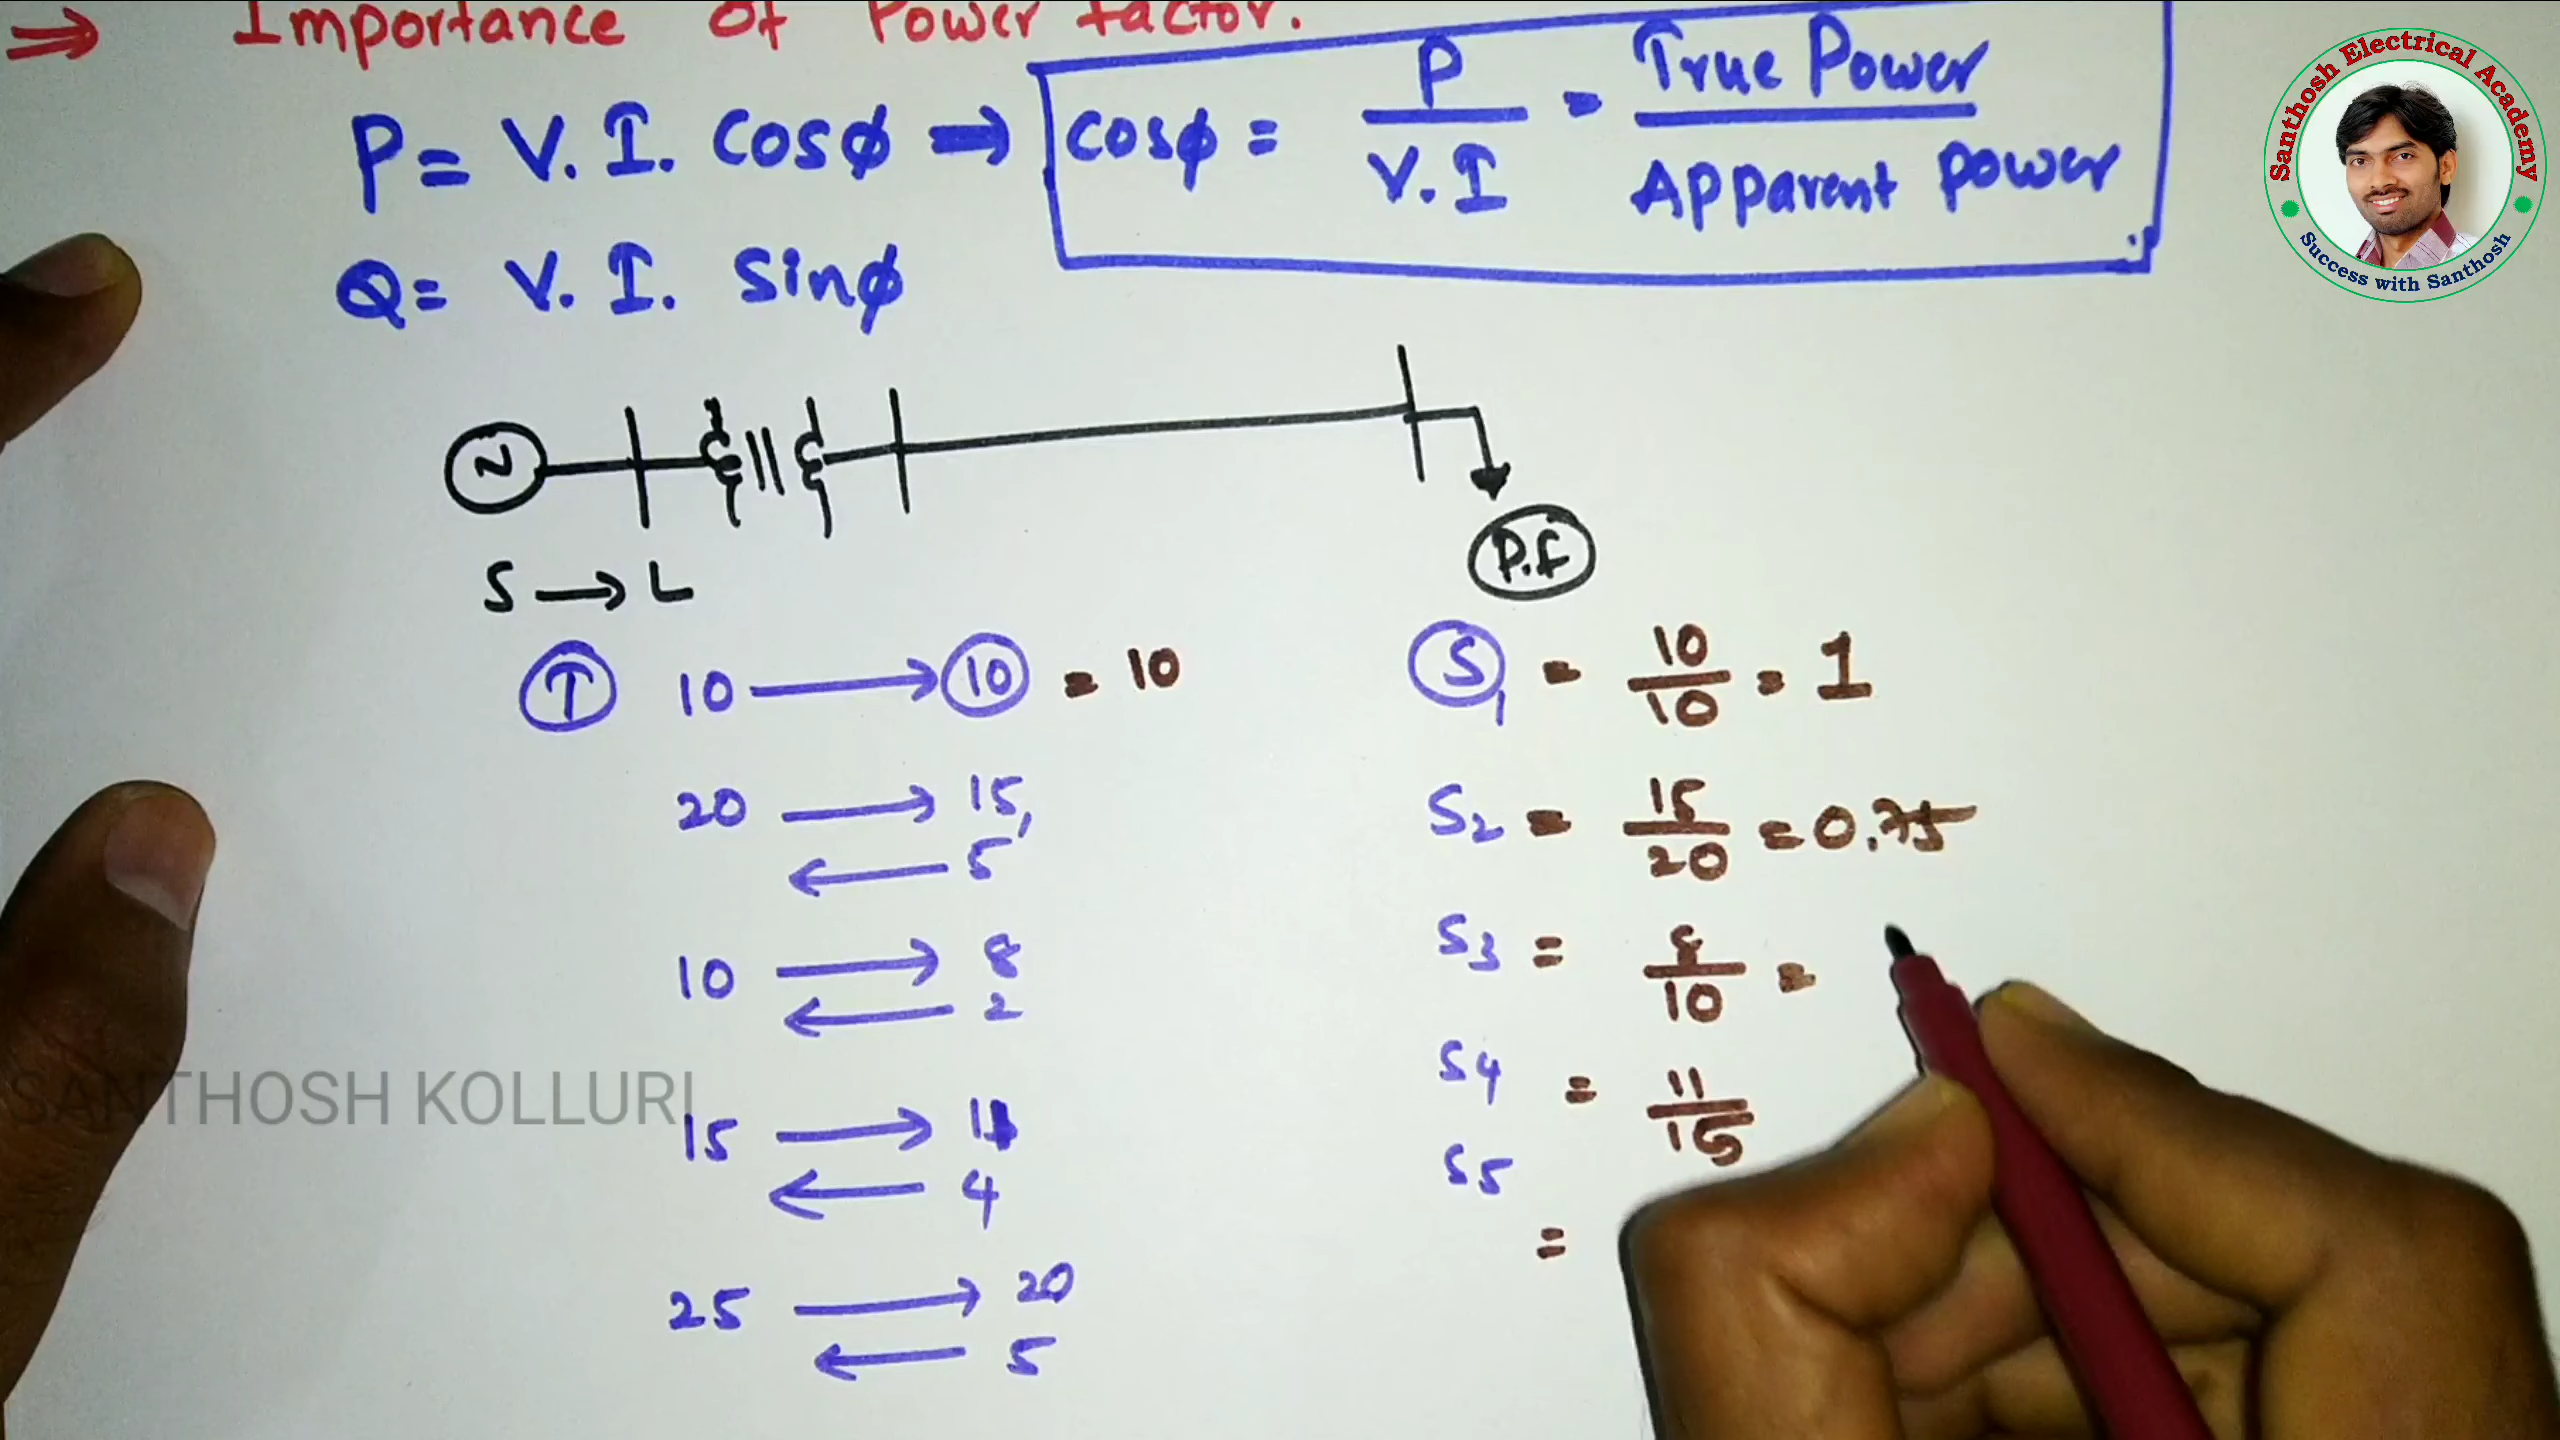 ⇒ Importance Of Power factor.
P = V. I. cosϕ → cosϕ = P / V.I = True Power / Apparent power
Q = V. I. sinϕ
Santhosh Electrical Academy
Success with Santhosh
N
S → L
P.f
T 10 → 10 = 10
S1 = 10/10 = 1
20 → 15,
← 5
S2 = 15/20 = 0.75
10 → 8
← 2
S3 = 8/10 =
SANTHOSH KOLLURI
15 → 11
← 4
S4 = 11/15
S5 =
25 → 20
← 5